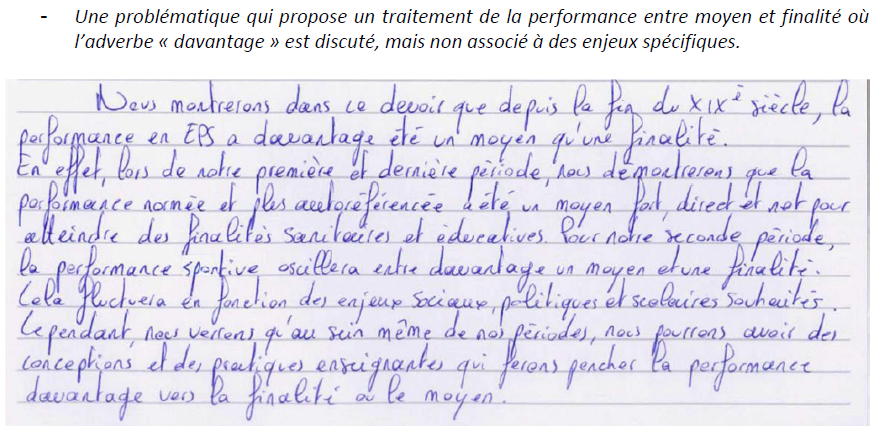 - Une problématique qui propose un traitement de la performance entre moyen et finalité où
l'adverbe « davantage » est discuté, mais non associé à des enjeux spécifiques.
Nous montrerons dans ce devoir que depuis la fin du XIXè siècle, la
performance en EPS a davantage été un moyen qu'une finalité.
En effet, lors de notre première et dernière période, nous démontrerons que la
performance normée et plus autoréférencée a été un moyen fort, direct et net pour
atteindre des finalités sanitaires et éducatives. Pour notre seconde période,
la performance sportive oscillera entre davantage un moyen et une finalité.
Cela fluctuera en fonction des enjeux sociaux, politiques et scolaires souhaités.
Cependant, nous verrons qu'au sein même de nos périodes, nous pourrons avoir des
conceptions et des pratiques enseignantes qui ferons pencher la performance
davantage vers la finalité ou le moyen.